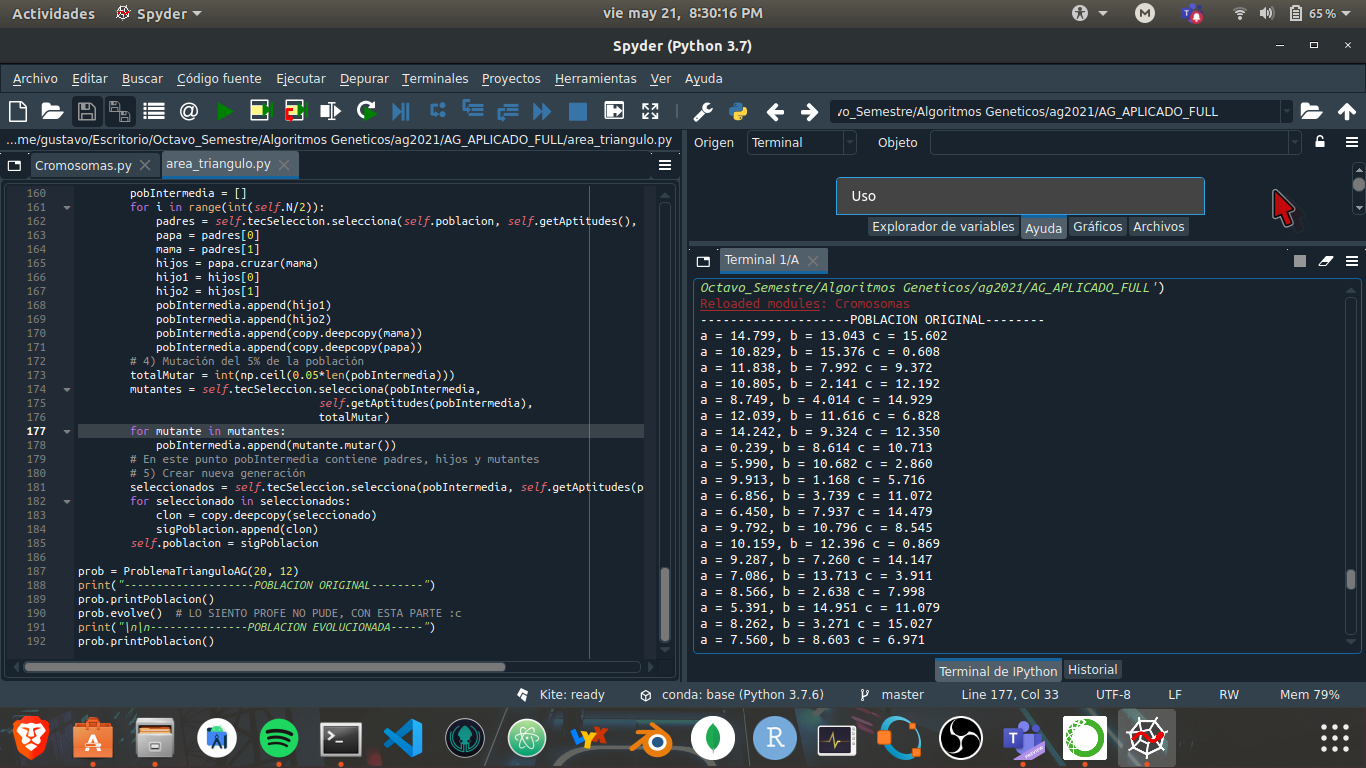 Actividades
Spyder
vie may 21, 8:30:16 PM
65 %
Spyder (Python 3.7)
Archivo Editar Buscar Código fuente Ejecutar Depurar Terminales Proyectos Herramientas Ver Ayuda
/o_Semestre/Algoritmos Geneticos/ag2021/AG_APLICADO_FULL
...me/gustavo/Escritorio/Octavo_Semestre/Algoritmos Geneticos/ag2021/AG_APLICADO_FULL/area_triangulo.py
Cromosomas.py
area_triangulo.py
160 pobIntermedia = []
161 for i in range(int(self.N/2)):
162 padres = self.tecSeleccion.selecciona(self.poblacion, self.getAptitudes(),
163 papa = padres[0]
164 mama = padres[1]
165 hijos = papa.cruzar(mama)
166 hijo1 = hijos[0]
167 hijo2 = hijos[1]
168 pobIntermedia.append(hijo1)
169 pobIntermedia.append(hijo2)
170 pobIntermedia.append(copy.deepcopy(mama))
171 pobIntermedia.append(copy.deepcopy(papa))
172 # 4) Mutación del 5% de la población
173 totalMutar = int(np.ceil(0.05*len(pobIntermedia)))
174 mutantes = self.tecSeleccion.selecciona(pobIntermedia,
175 self.getAptitudes(pobIntermedia),
176 totalMutar)
177 for mutante in mutantes:
178 pobIntermedia.append(mutante.mutar())
179 # En este punto pobIntermedia contiene padres, hijos y mutantes
180 # 5) Crear nueva generación
181 seleccionados = self.tecSeleccion.selecciona(pobIntermedia, self.getAptitudes(p
182 for seleccionado in seleccionados:
183 clon = copy.deepcopy(seleccionado)
184 sigPoblacion.append(clon)
185 self.poblacion = sigPoblacion
186
187 prob = ProblemaTrianguloAG(20, 12)
188 print("--------------------POBLACION ORIGINAL--------")
189 prob.printPoblacion()
190 prob.evolve() # LO SIENTO PROFE NO PUDE, CON ESTA PARTE :c
191 print("\n\n---------------POBLACION EVOLUCIONADA-----")
192 prob.printPoblacion()
Origen Terminal Objeto
Uso
Explorador de variables Ayuda Gráficos Archivos
Terminal 1/A
Octavo_Semestre/Algoritmos Geneticos/ag2021/AG_APLICADO_FULL')
Reloaded modules: Cromosomas
--------------------POBLACION ORIGINAL--------
a = 14.799, b = 13.043 c = 15.602
a = 10.829, b = 15.376 c = 0.608
a = 11.838, b = 7.992 c = 9.372
a = 10.805, b = 2.141 c = 12.192
a = 8.749, b = 4.014 c = 14.929
a = 12.039, b = 11.616 c = 6.828
a = 14.242, b = 9.324 c = 12.350
a = 0.239, b = 8.614 c = 10.713
a = 5.990, b = 10.682 c = 2.860
a = 9.913, b = 1.168 c = 5.716
a = 6.856, b = 3.739 c = 11.072
a = 6.450, b = 7.937 c = 14.479
a = 9.792, b = 10.796 c = 8.545
a = 10.159, b = 12.396 c = 0.869
a = 9.287, b = 7.260 c = 14.147
a = 7.086, b = 13.713 c = 3.911
a = 8.566, b = 2.638 c = 7.998
a = 5.391, b = 14.951 c = 11.079
a = 8.262, b = 3.271 c = 15.027
a = 7.560, b = 8.603 c = 6.971
Terminal de IPython Historial
Kite: ready conda: base (Python 3.7.6) master Line 177, Col 33 UTF-8 LF RW Mem 79%